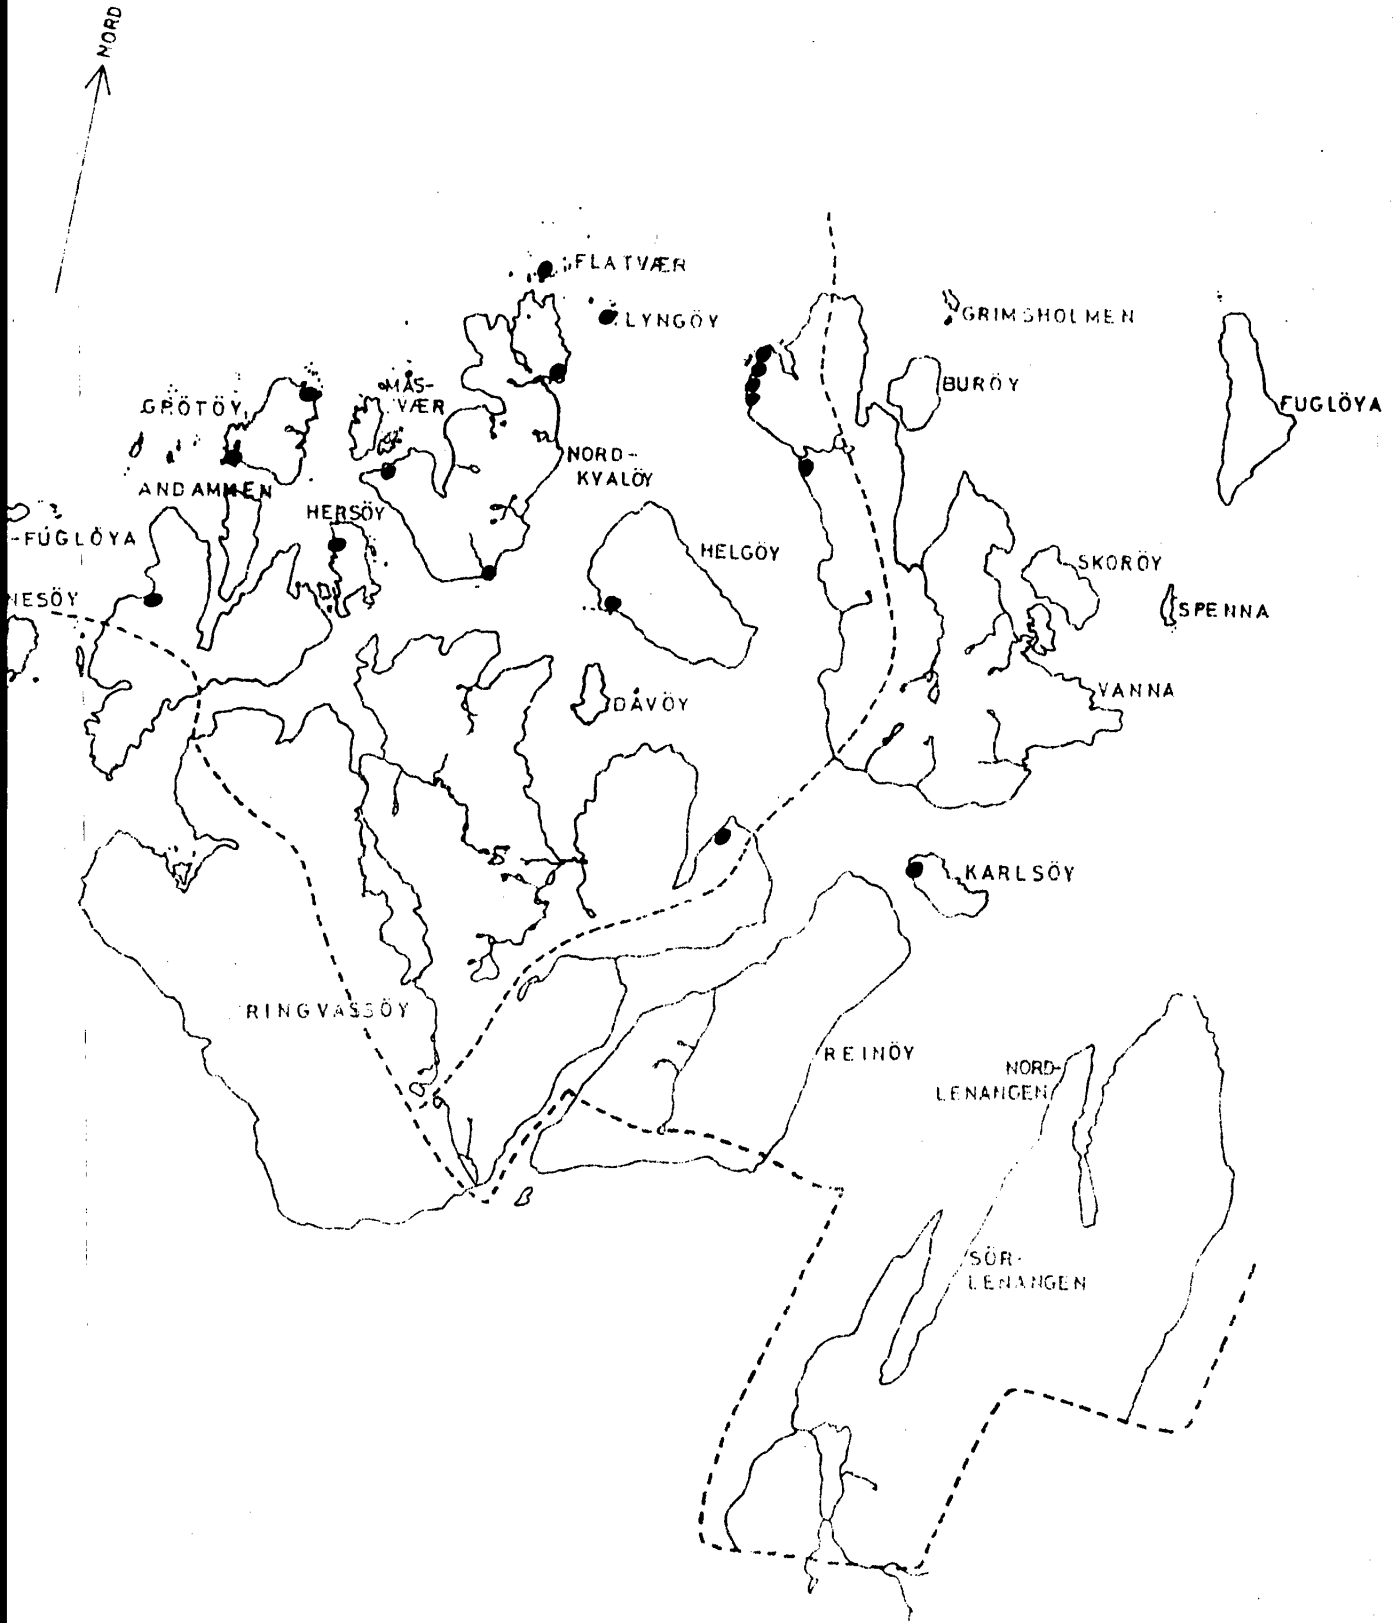 NORD
FLATVÆR
LYNGÖY
GRIMSHOLMEN
MÅS-
VÆR
BURÖY
GRÖTÖY
FUGLÖYA
NORD-
KVALÖY
ANDAMMEN
HERSÖY
-FUGLÖYA
HELGÖY
SKORÖY
NESÖY
SPENNA
VANNA
DÅVÖY
KARLSÖY
RINGVASSÖY
REINÖY
NORD-
LENANGEN
SÖR-
LENANGEN